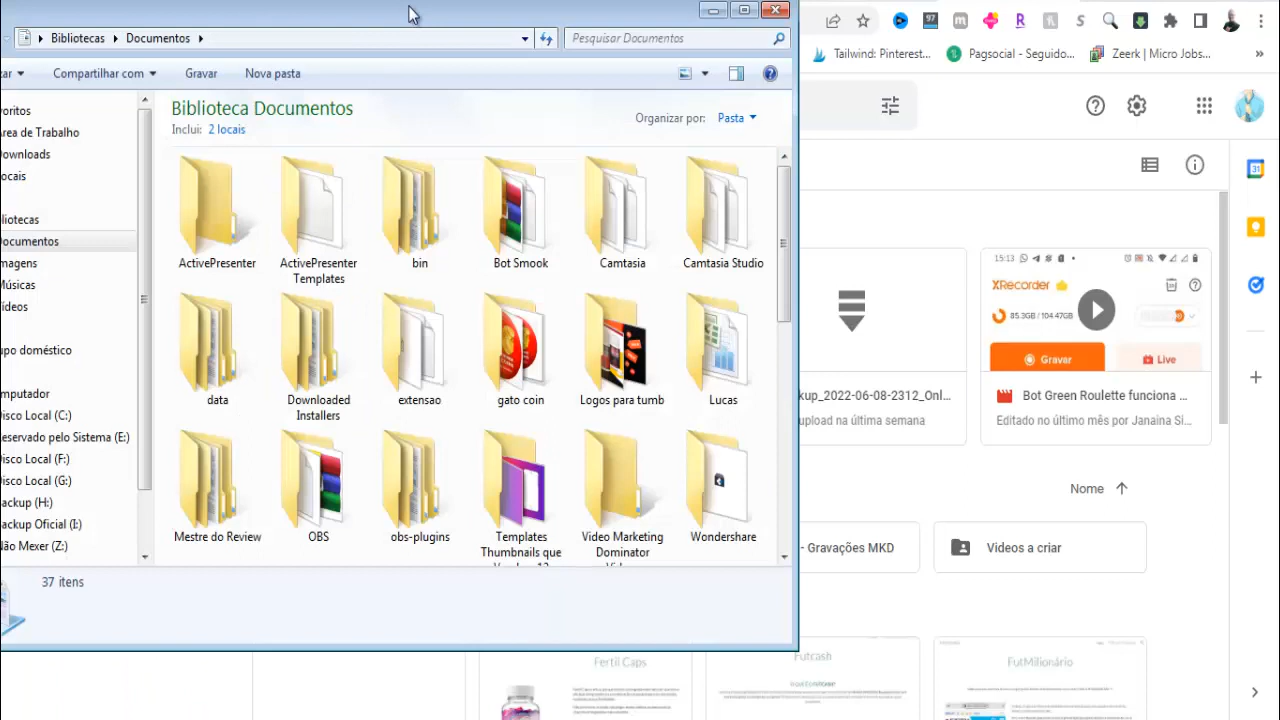 Bibliotecas
Documentos
Pesquisar Documentos
Compartilhar com
Gravar
Nova pasta
Biblioteca Documentos
Inclui: 2 locais
Organizar por: Pasta
oritos
rea de Trabalho
ownloads
ocais
liotecas
ocumentos
magens
úsicas
ídeos
upo doméstico
mputador
isco Local (C:)
eservado pelo Sistema (E:)
isco Local (F:)
isco Local (G:)
ackup (H:)
ackup Oficial (I:)
ão Mexer (Z:)
ActivePresenter
ActivePresenter Templates
bin
Bot Smook
Camtasia
Camtasia Studio
data
Downloaded Installers
extensao
gato coin
Logos para tumb
Lucas
Mestre do Review
OBS
obs-plugins
Templates
Thumbnails que
Video Marketing
Dominator
Wondershare
37 itens
97
Tailwind: Pinterest...
Pagsocial - Seguido...
Zeerk | Micro Jobs...
»
31
15:13
XRecorder
85.3GB / 104.47GB
Gravar
Live
kup_2022-06-08-2312_Onl...
upload na última semana
Bot Green Roulette funciona ...
Editado no último mês por Janaina Si...
Nome
- Gravações MKD
Videos a criar
Fertil Caps
Futcash
FutMilionário